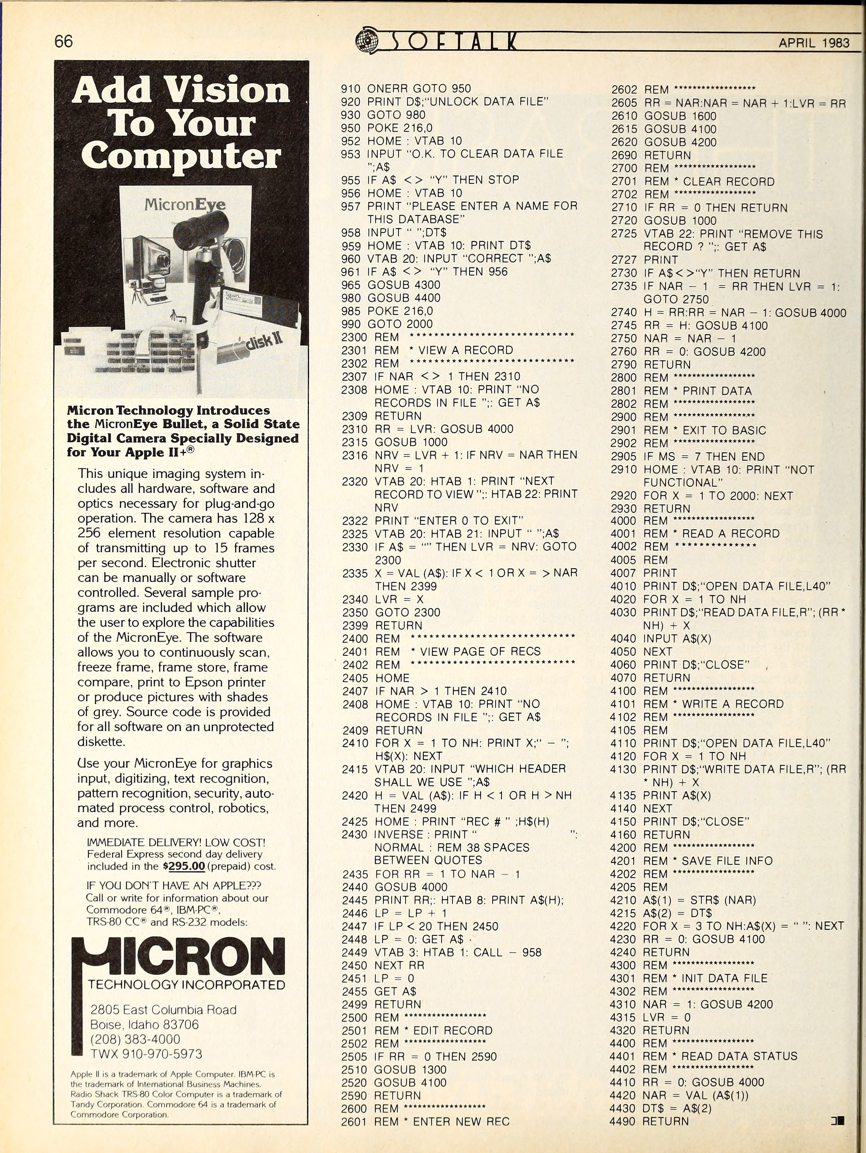 66
SOFTALK
APRIL 1983
Add Vision
To Your
Computer
MicronEye
disk II
Micron Technology Introduces
the MicronEye Bullet, a Solid State
Digital Camera Specially Designed
for Your Apple II+®
This unique imaging system in-
cludes all hardware, software and
optics necessary for plug-and-go
operation. The camera has 128 x
256 element resolution capable
of transmitting up to 15 frames
per second. Electronic shutter
can be manually or software
controlled. Several sample pro-
grams are included which allow
the user to explore the capabilities
of the MicronEye. The software
allows you to continuously scan,
freeze frame, frame store, frame
compare, print to Epson printer
or produce pictures with shades
of grey. Source code is provided
for all software on an unprotected
diskette.
Use your MicronEye for graphics
input, digitizing, text recognition,
pattern recognition, security, auto-
mated process control, robotics,
and more.
IMMEDIATE DELIVERY! LOW COST!
Federal Express second day delivery
included in the $295.00 (prepaid) cost.
IF YOU DON'T HAVE AN APPLE???
Call or write for information about our
Commodore 64®, IBM-PC®,
TRS-80 CC® and RS-232 models:
MICRON
TECHNOLOGY INCORPORATED
2805 East Columbia Road
Boise, Idaho 83706
(208) 383-4000
TWX 910-970-5973
Apple II is a trademark of Apple Computer. IBM-PC is
the trademark of International Business Machines.
Radio Shack TRS-80 Color Computer is a trademark of
Tandy Corporation. Commodore 64 is a trademark of
Commodore Corporation.
910 ONERR GOTO 950
920 PRINT D$;"UNLOCK DATA FILE"
930 GOTO 980
950 POKE 216,0
952 HOME : VTAB 10
953 INPUT "O.K. TO CLEAR DATA FILE
";A$
955 IF A$ <> "Y" THEN STOP
956 HOME : VTAB 10
957 PRINT "PLEASE ENTER A NAME FOR
THIS DATABASE"
958 INPUT " ";DT$
959 HOME : VTAB 10: PRINT DT$
960 VTAB 20: INPUT "CORRECT ";A$
961 IF A$ <> "Y" THEN 956
965 GOSUB 4300
980 GOSUB 4400
985 POKE 216,0
990 GOTO 2000
2300 REM ***************************
2301 REM * VIEW A RECORD
2302 REM ***************************
2307 IF NAR <> 1 THEN 2310
2308 HOME : VTAB 10: PRINT "NO
RECORDS IN FILE ";: GET A$
2309 RETURN
2310 RR = LVR: GOSUB 4000
2315 GOSUB 1000
2316 NRV = LVR + 1: IF NRV = NAR THEN
NRV = 1
2320 VTAB 20: HTAB 1: PRINT "NEXT
RECORD TO VIEW ";: HTAB 22: PRINT
NRV
2322 PRINT "ENTER 0 TO EXIT"
2325 VTAB 20: HTAB 21: INPUT " ";A$
2330 IF A$ = "" THEN LVR = NRV: GOTO
2300
2335 X = VAL (A$): IF X < 1 OR X = > NAR
THEN 2399
2340 LVR = X
2350 GOTO 2300
2399 RETURN
2400 REM ***************************
2401 REM * VIEW PAGE OF RECS
2402 REM ***************************
2405 HOME
2407 IF NAR > 1 THEN 2410
2408 HOME : VTAB 10: PRINT "NO
RECORDS IN FILE ";: GET A$
2409 RETURN
2410 FOR X = 1 TO NH: PRINT X;" – ";
H$(X): NEXT
2415 VTAB 20: INPUT "WHICH HEADER
SHALL WE USE ";A$
2420 H = VAL (A$): IF H < 1 OR H > NH
THEN 2499
2425 HOME : PRINT "REC # " ;H$(H)
2430 INVERSE : PRINT "                    ":
NORMAL : REM 38 SPACES
BETWEEN QUOTES
2435 FOR RR = 1 TO NAR – 1
2440 GOSUB 4000
2445 PRINT RR;: HTAB 8: PRINT A$(H);
2446 LP = LP + 1
2447 IF LP < 20 THEN 2450
2448 LP = 0: GET A$
2449 VTAB 3: HTAB 1: CALL – 958
2450 NEXT RR
2451 LP = 0
2455 GET A$
2499 RETURN
2500 REM *****************
2501 REM * EDIT RECORD
2502 REM *****************
2505 IF RR = 0 THEN 2590
2510 GOSUB 1300
2520 GOSUB 4100
2590 RETURN
2600 REM *****************
2601 REM * ENTER NEW REC
2602 REM *****************
2605 RR = NAR:NAR = NAR + 1:LVR = RR
2610 GOSUB 1600
2615 GOSUB 4100
2620 GOSUB 4200
2690 RETURN
2700 REM *****************
2701 REM * CLEAR RECORD
2702 REM *****************
2710 IF RR = 0 THEN RETURN
2720 GOSUB 1000
2725 VTAB 22: PRINT "REMOVE THIS
RECORD ? ";: GET A$
2727 PRINT
2730 IF A$<>"Y" THEN RETURN
2735 IF NAR – 1 = RR THEN LVR = 1:
GOTO 2750
2740 H = RR:RR = NAR – 1: GOSUB 4000
2745 RR = H: GOSUB 4100
2750 NAR = NAR – 1
2760 RR = 0: GOSUB 4200
2790 RETURN
2800 REM *****************
2801 REM * PRINT DATA
2802 REM *****************
2900 REM *****************
2901 REM * EXIT TO BASIC
2902 REM *****************
2905 IF MS = 7 THEN END
2910 HOME : VTAB 10: PRINT "NOT
FUNCTIONAL"
2920 FOR X = 1 TO 2000: NEXT
2930 RETURN
4000 REM *****************
4001 REM * READ A RECORD
4002 REM **************
4005 REM
4007 PRINT
4010 PRINT D$;"OPEN DATA FILE,L40"
4020 FOR X = 1 TO NH
4030 PRINT D$;"READ DATA FILE,R"; (RR *
NH) + X
4040 INPUT A$(X)
4050 NEXT
4060 PRINT D$;"CLOSE"
4070 RETURN
4100 REM *****************
4101 REM * WRITE A RECORD
4102 REM *****************
4105 REM
4110 PRINT D$;"OPEN DATA FILE,L40"
4120 FOR X = 1 TO NH
4130 PRINT D$;"WRITE DATA FILE,R"; (RR
* NH) + X
4135 PRINT A$(X)
4140 NEXT
4150 PRINT D$;"CLOSE"
4160 RETURN
4200 REM *****************
4201 REM * SAVE FILE INFO
4202 REM *****************
4205 REM
4210 A$(1) = STR$ (NAR)
4215 A$(2) = DT$
4220 FOR X = 3 TO NH:A$(X) = " ": NEXT
4230 RR = 0: GOSUB 4100
4240 RETURN
4300 REM *****************
4301 REM * INIT DATA FILE
4302 REM *****************
4310 NAR = 1: GOSUB 4200
4315 LVR = 0
4320 RETURN
4400 REM *****************
4401 REM * READ DATA STATUS
4402 REM *****************
4410 RR = 0: GOSUB 4000
4420 NAR = VAL (A$(1))
4430 DT$ = A$(2)
4490 RETURN